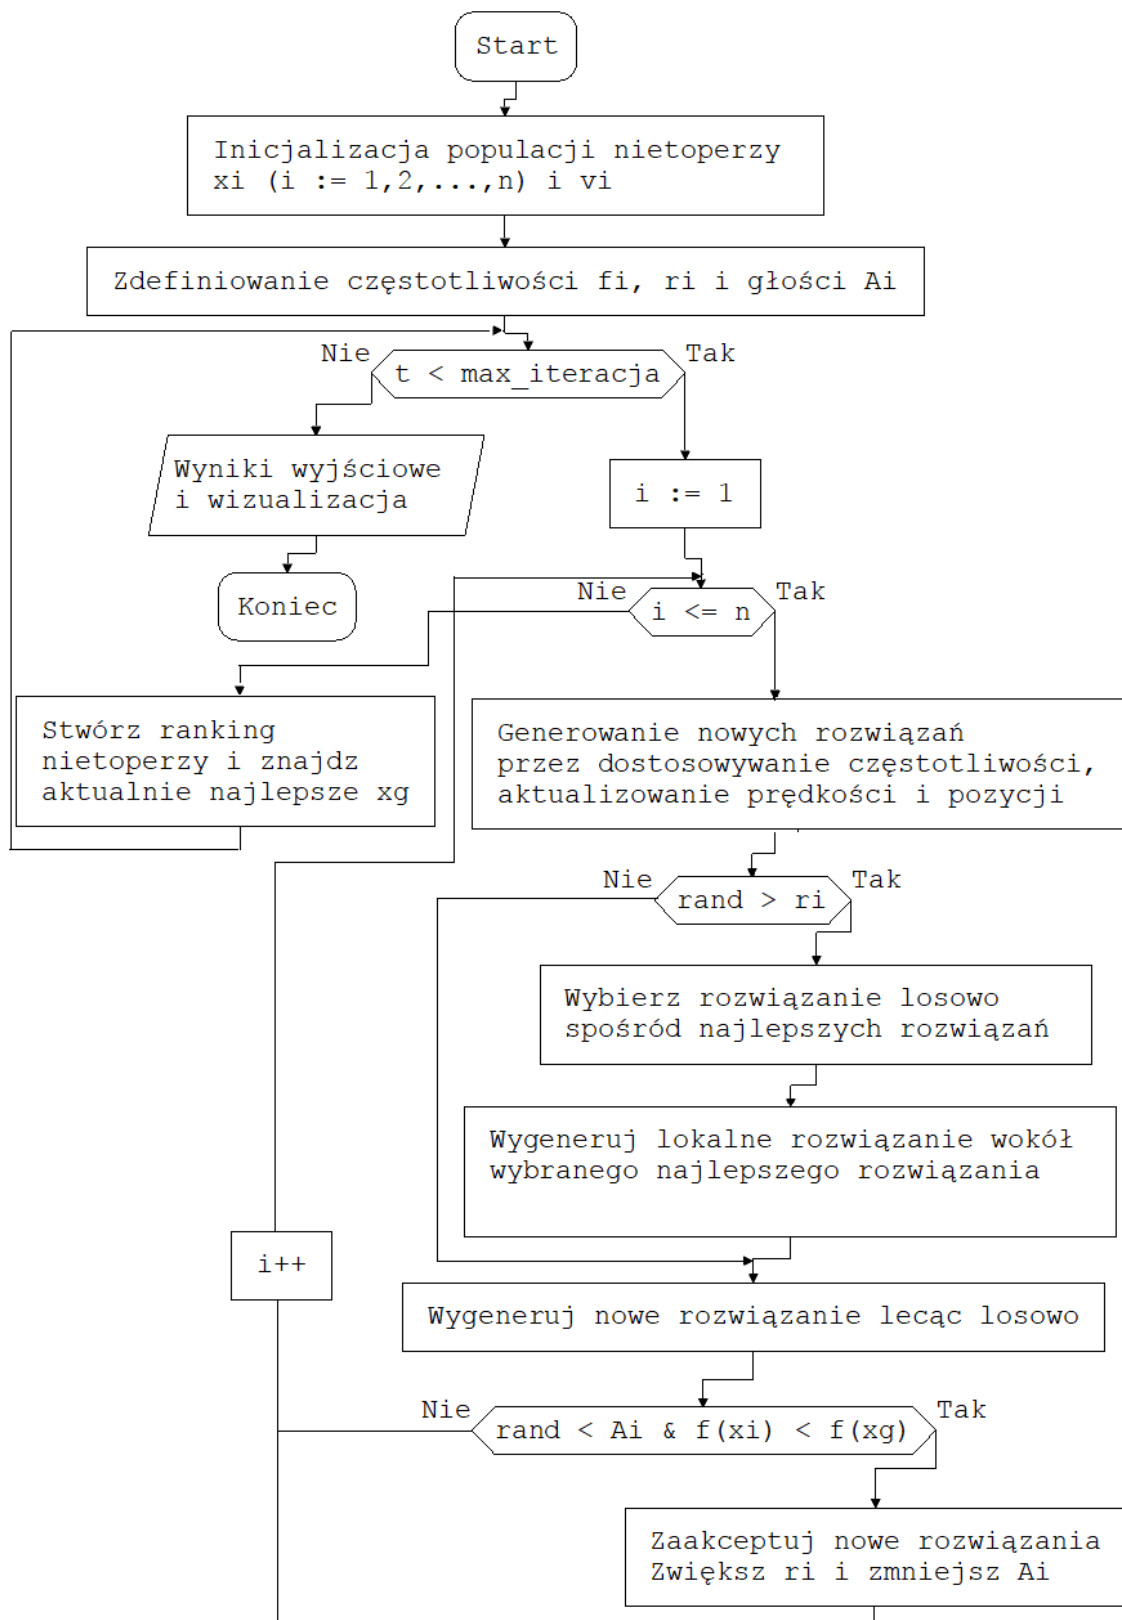 Start
Inicjalizacja populacji nietoperzy
xi (i := 1,2,...,n) i vi
Zdefiniowanie częstotliwości fi, ri i głości Ai
Nie
Tak
t < max_iteracja
Wyniki wyjściowe
i wizualizacja
i := 1
Koniec
Nie
Tak
i <= n
Stwórz ranking
nietoperzy i znajdz
aktualnie najlepsze xg
Generowanie nowych rozwiązań
przez dostosowywanie częstotliwości,
aktualizowanie prędkości i pozycji
Nie
Tak
rand > ri
Wybierz rozwiązanie losowo
spośród najlepszych rozwiązań
Wygeneruj lokalne rozwiązanie wokół
wybranego najlepszego rozwiązania
i++
Wygeneruj nowe rozwiązanie lecąc losowo
Nie
Tak
rand < Ai & f(xi) < f(xg)
Zaakceptuj nowe rozwiązania
Zwiększ ri i zmniejsz Ai